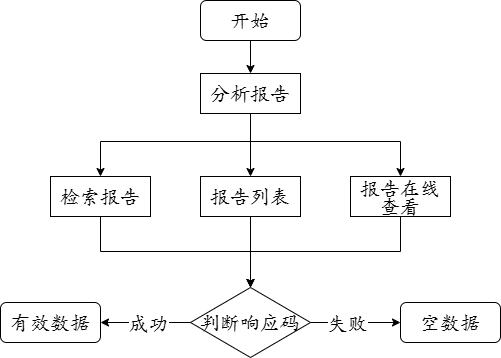 开始
分析报告
检索报告
报告列表
报告在线
查看
有效数据
成功
判断响应码
失败
空数据